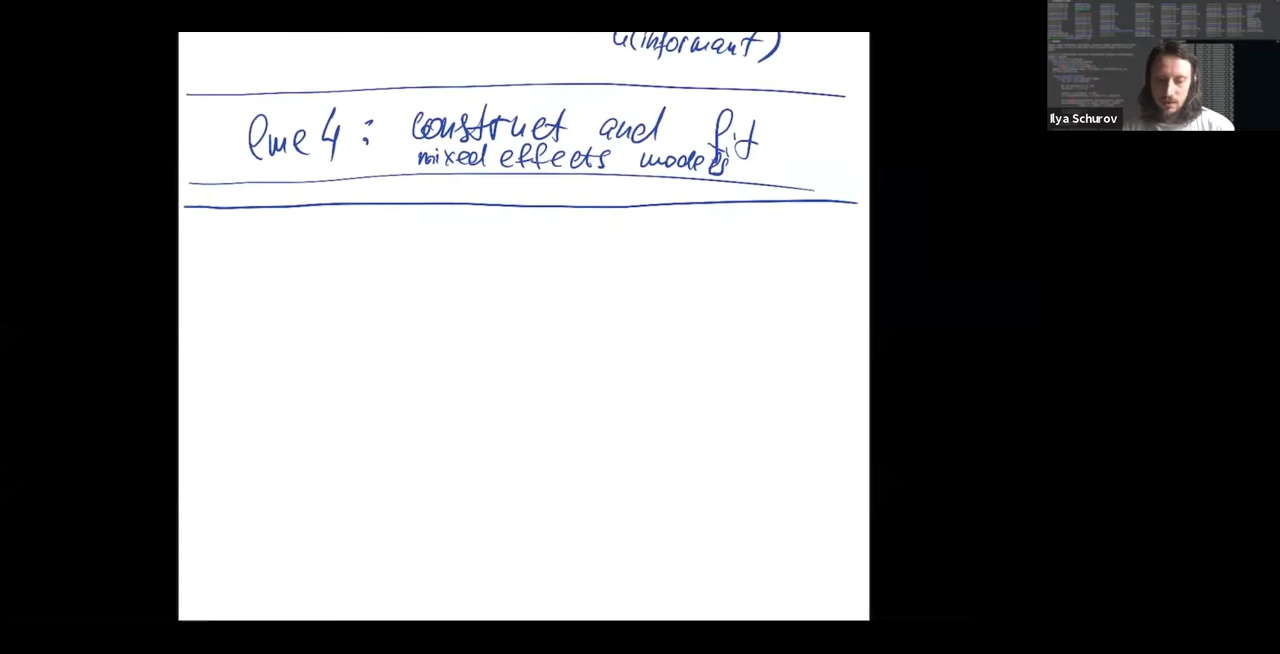 u(informant)
lme4: construct and fit
mixed effects models
Ilya Schurov